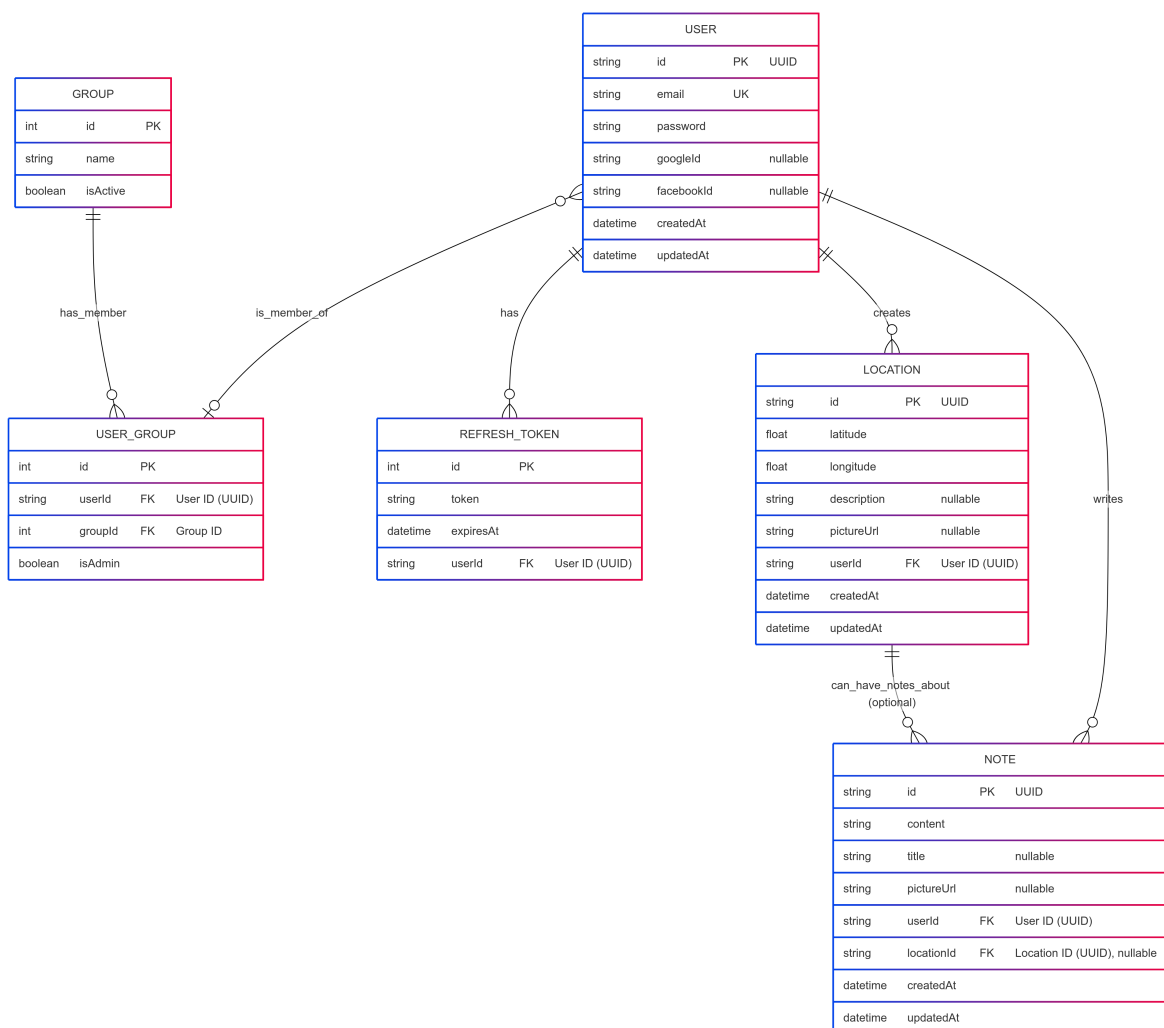 USER
string id PK UUID
string email UK
string password
string googleId nullable
string facebookId nullable
datetime createdAt
datetime updatedAt
GROUP
int id PK
string name
boolean isActive
has_member
is_member_of
has
creates
writes
USER_GROUP
int id PK
string userId FK User ID (UUID)
int groupId FK Group ID
boolean isAdmin
REFRESH_TOKEN
int id PK
string token
datetime expiresAt
string userId FK User ID (UUID)
LOCATION
string id PK UUID
float latitude
float longitude
string description nullable
string pictureUrl nullable
string userId FK User ID (UUID)
datetime createdAt
datetime updatedAt
can_have_notes_about
(optional)
NOTE
string id PK UUID
string content
string title nullable
string pictureUrl nullable
string userId FK User ID (UUID)
string locationId FK Location ID (UUID), nullable
datetime createdAt
datetime updatedAt